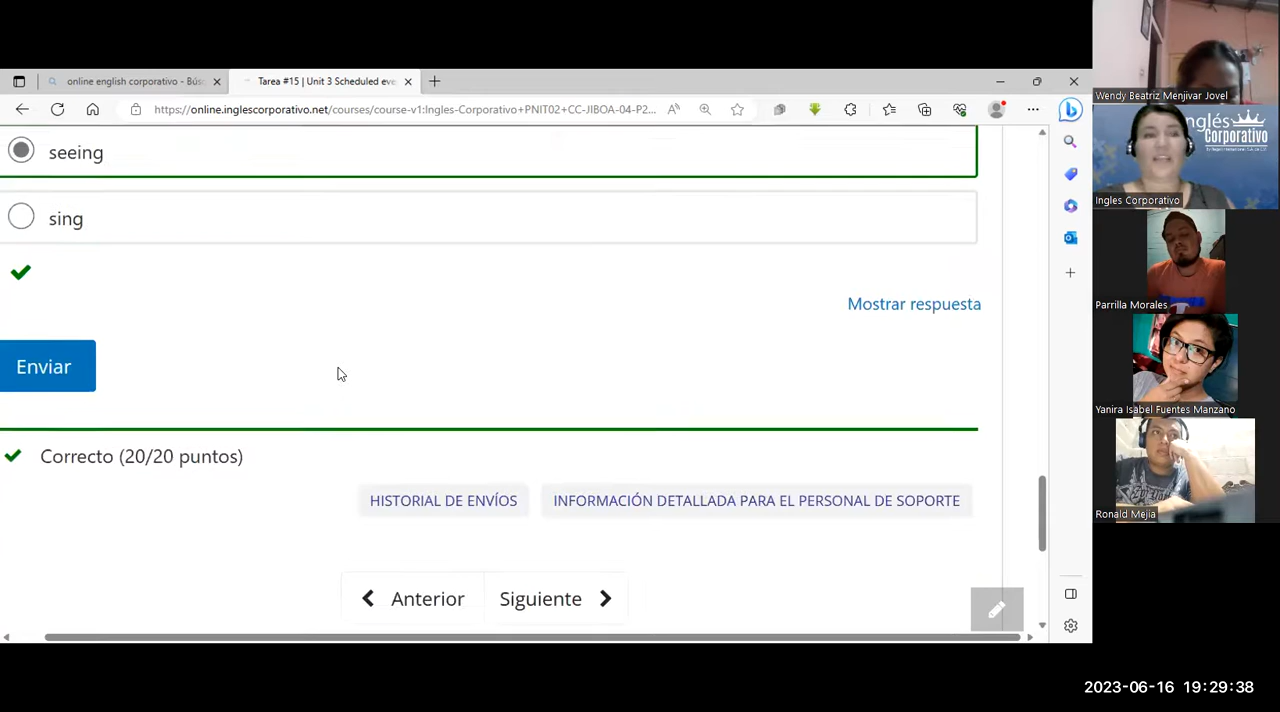 online english corporativo - Bús
Tarea #15 | Unit 3 Scheduled eve
https://online.inglescorporativo.net/courses/course-v1:Ingles-Corporativo+PNIT02+CC-JIBOA-04-P2...
seeing
sing
Mostrar respuesta
Enviar
Correcto (20/20 puntos)
HISTORIAL DE ENVÍOS
INFORMACIÓN DETALLADA PARA EL PERSONAL DE SOPORTE
Anterior
Siguiente
Wendy Beatriz Menjivar Jovel
Inglés
Corporativo
Ingles Corporativo
Parrilla Morales
Yanira Isabel Fuentes Manzano
Ronald Mejía
2023-06-16 19:29:38